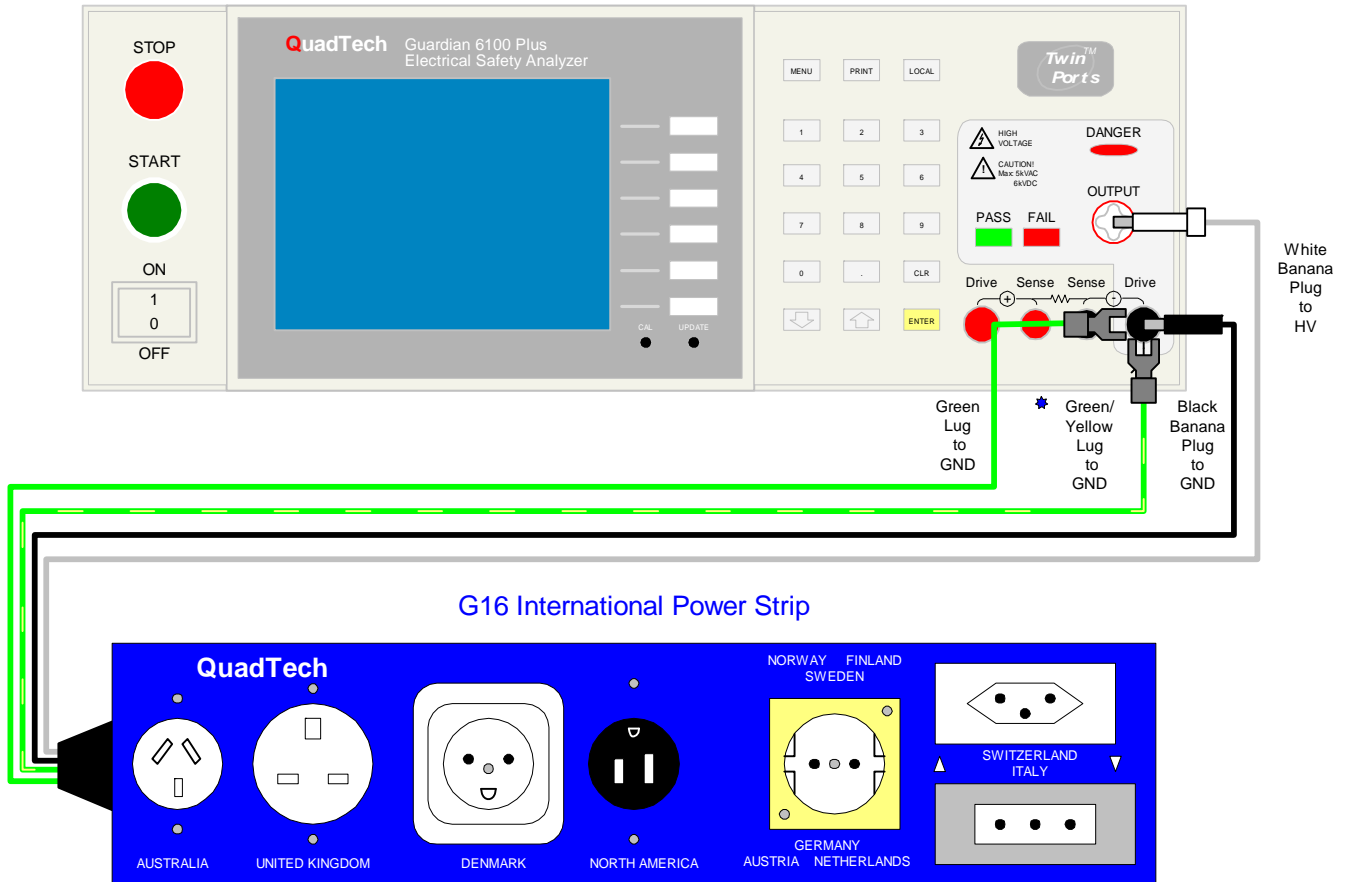 STOP
START
ON
1
0
OFF
QuadTech
Guardian 6100 Plus
Electrical Safety Analyzer
CAL UPDATE
MENU PRINT LOCAL
1 2 3
4 5 6
7 8 9
0 . CLR
ENTER
Twin TM
Ports
HIGH
VOLTAGE
CAUTION!
Max: 5kVAC
6kVDC
DANGER
OUTPUT
PASS FAIL
Drive Sense Sense Drive
+ -
White
Banana
Plug
to
HV
Green
Lug
to
GND
Green/
Yellow
Lug
to
GND
Black
Banana
Plug
to
GND
G16 International Power Strip
QuadTech
AUSTRALIA
UNITED KINGDOM
DENMARK
NORTH AMERICA
NORWAY FINLAND
SWEDEN
GERMANY
AUSTRIA NETHERLANDS
SWITZERLAND
ITALY